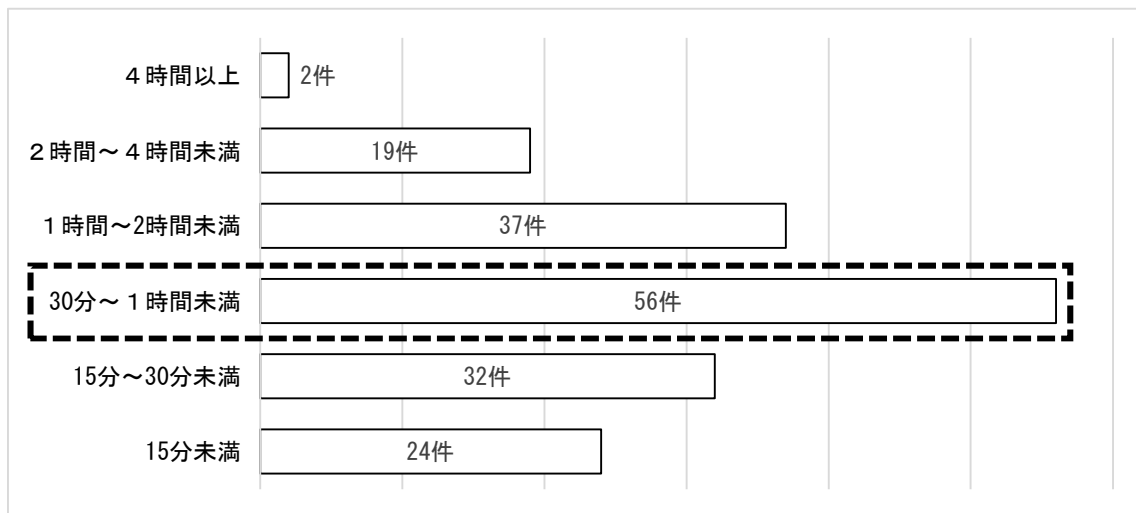 ４時間以上 2件
２時間～４時間未満 19件
１時間～2時間未満 37件
30分～１時間未満 56件
15分～30分未満 32件
15分未満 24件